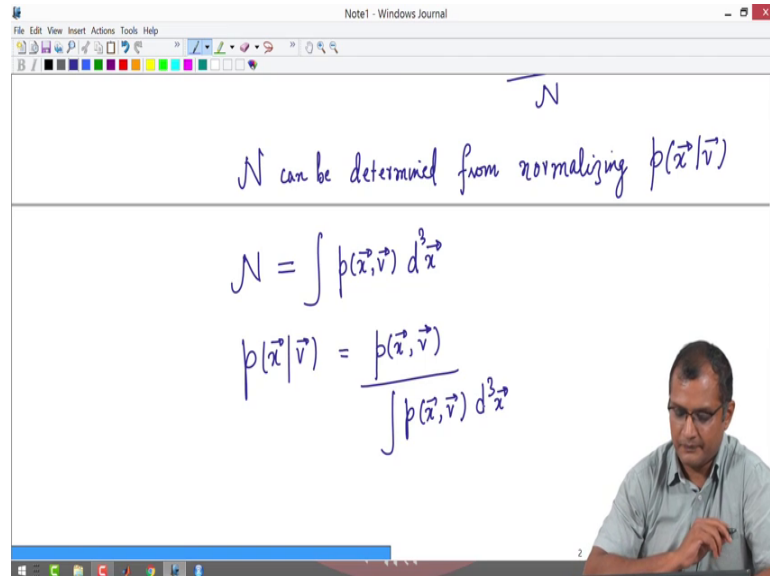 Note1 - Windows Journal
File Edit View Insert Actions Tools Help
N
N can be determined from normalizing p(x⃗|v⃗)
N = ∫ p(x⃗,v⃗) d³x⃗
p(x⃗|v⃗) = p(x⃗,v⃗)
∫ p(x⃗,v⃗) d³x⃗
2